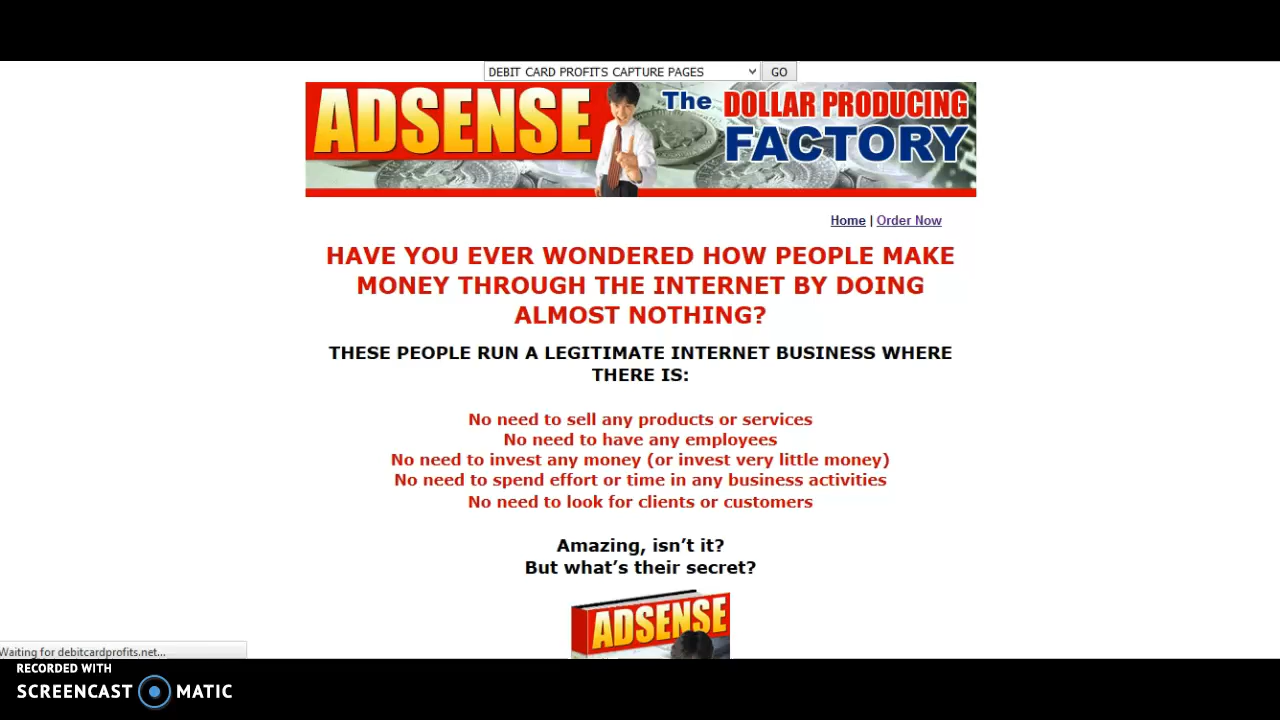 DEBIT CARD PROFITS CAPTURE PAGES GO
ADSENSE The DOLLAR PRODUCING
FACTORY
Home | Order Now
HAVE YOU EVER WONDERED HOW PEOPLE MAKE
MONEY THROUGH THE INTERNET BY DOING
ALMOST NOTHING?
THESE PEOPLE RUN A LEGITIMATE INTERNET BUSINESS WHERE
THERE IS:
No need to sell any products or services
No need to have any employees
No need to invest any money (or invest very little money)
No need to spend effort or time in any business activities
No need to look for clients or customers
Amazing, isn’t it?
But what’s their secret?
ADSENSE
Waiting for debitcardprofits.net...
RECORDED WITH
SCREENCAST MATIC